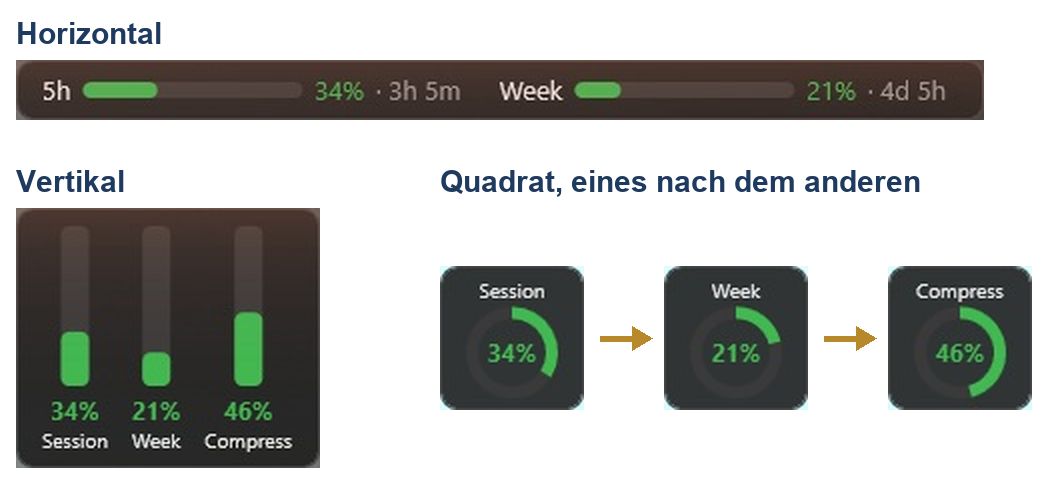 Horizontal
5h 34% · 3h 5m Week 21% · 4d 5h
Vertikal
34% 21% 46%
Session Week Compress
Quadrat, eines nach dem anderen
Session Week Compress
34% 21% 46%